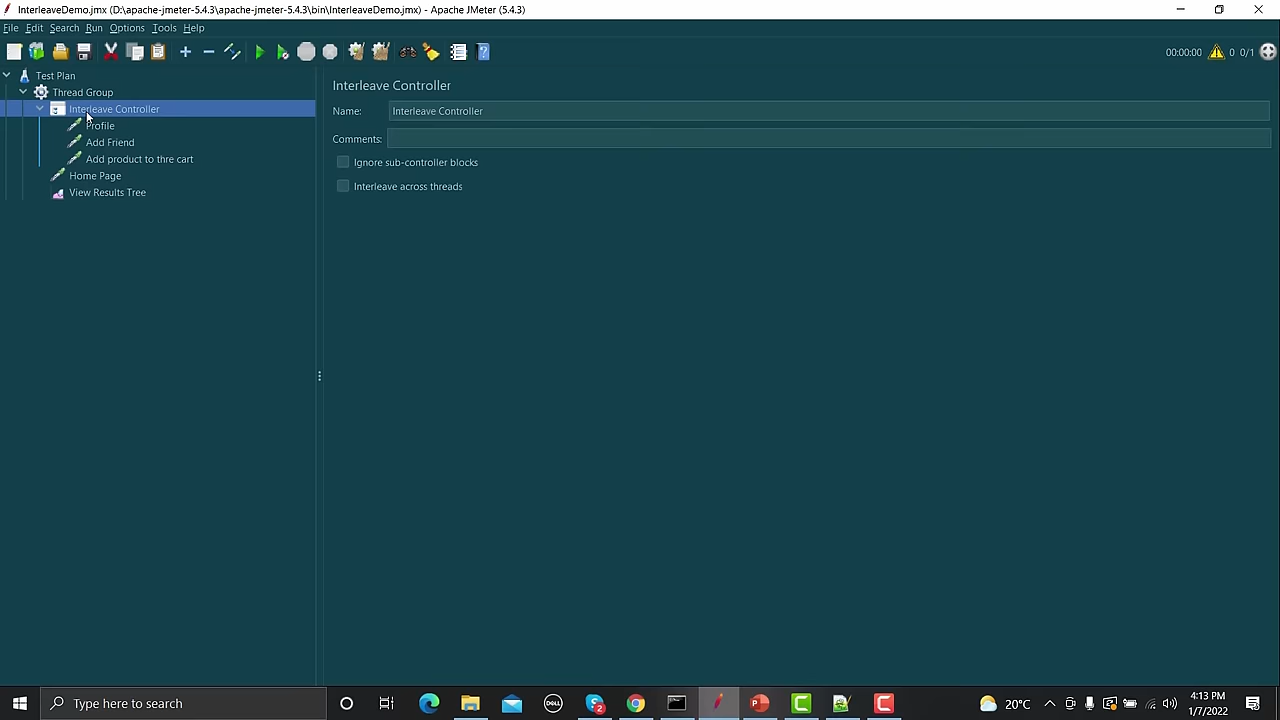 InterleaveDemo.jmx (D:\apache-jmeter-5.4.3\apache-jmeter-5.4.3\bin\InterleaveDemo.jmx) - Apache JMeter (5.4.3)
File Edit Search Run Options Tools Help
00:00:00 0 0/1
Test Plan
Thread Group
Interleave Controller
Profile
Add Friend
Add product to thre cart
Home Page
View Results Tree
Interleave Controller
Name: Interleave Controller
Comments:
Ignore sub-controller blocks
Interleave across threads
Type here to search
DELL
2
20°C
4:13 PM
1/7/2022